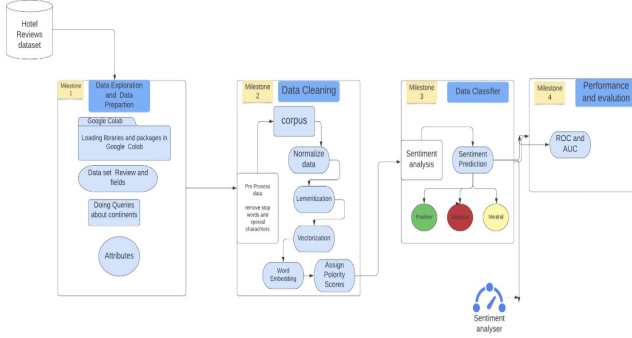 Hotel
Reviews
dataset
Milestone
1
Data Exploration
and Data
Prepartion
Google Colab
Loading libraries and packages in
Google Colob
Data set Review and
fields
Doing Queries
about continents
Attributes
Milestone
2
Data Cleaning
corpus
Normalize
data
Pre Process
data
remove stop
words and
special
charachters
Lemmitization
Vectorization
Word
Embedding
Assign
Polority
Scores
Milestone
3
Data Classifier
Sentiment
analysis
Sentiment
Prediction
Positive
Negative
Neutral
Milestone
4
Performance
and evalution
ROC and
AUC
Sentiment
analyser